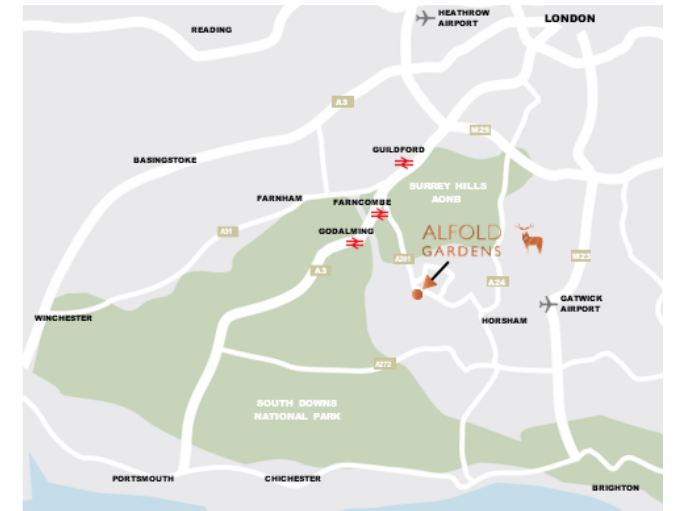 HEATHROW
AIRPORT
LONDON
READING
A3
M25
GUILDFORD
BASINGSTOKE
SURREY HILLS
AONB
FARNHAM
FARNCOMBE
A31
GODALMING
ALFOLD
GARDENS
A281
A3
M23
A24
GATWICK
AIRPORT
WINCHESTER
HORSHAM
A272
SOUTH DOWNS
NATIONAL PARK
PORTSMOUTH
CHICHESTER
BRIGHTON